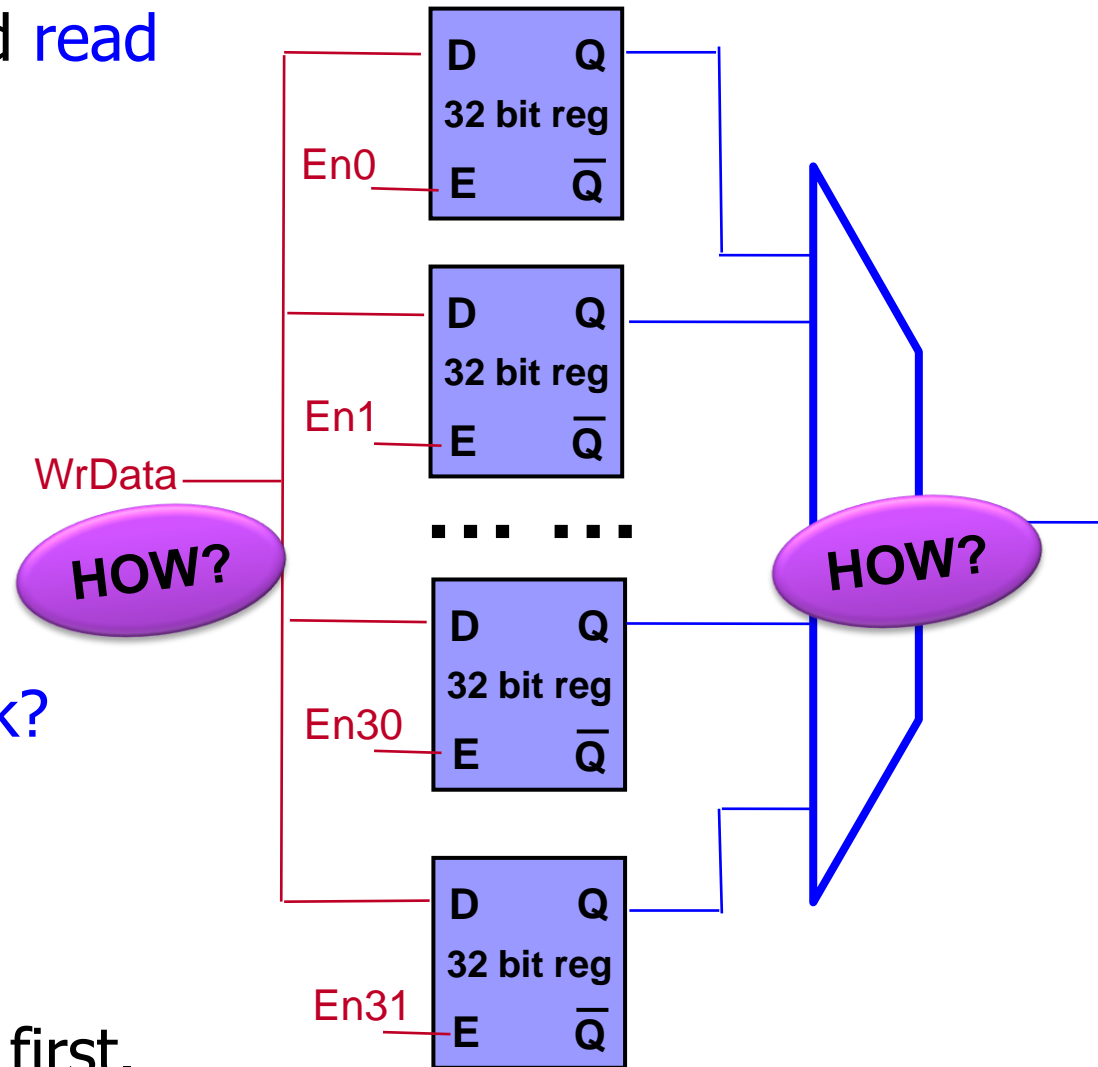 d read
D Q
32 bit reg
En0
E Q̅
D Q
32 bit reg
En1
E Q̅
WrData
... ...
HOW?
HOW?
D Q
32 bit reg
k?
En30
E Q̅
D Q
32 bit reg
En31
E Q̅
first.